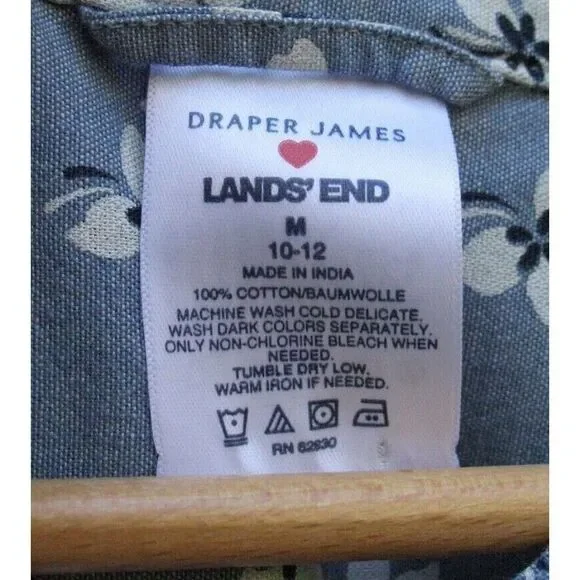 DRAPER JAMES
LANDS' END
M
10-12
MADE IN INDIA
100% COTTON/BAUMWOLLE
MACHINE WASH COLD DELICATE.
WASH DARK COLORS SEPARATELY.
ONLY NON-CHLORINE BLEACH WHEN
NEEDED.
TUMBLE DRY LOW.
WARM IRON IF NEEDED.
RN 62830